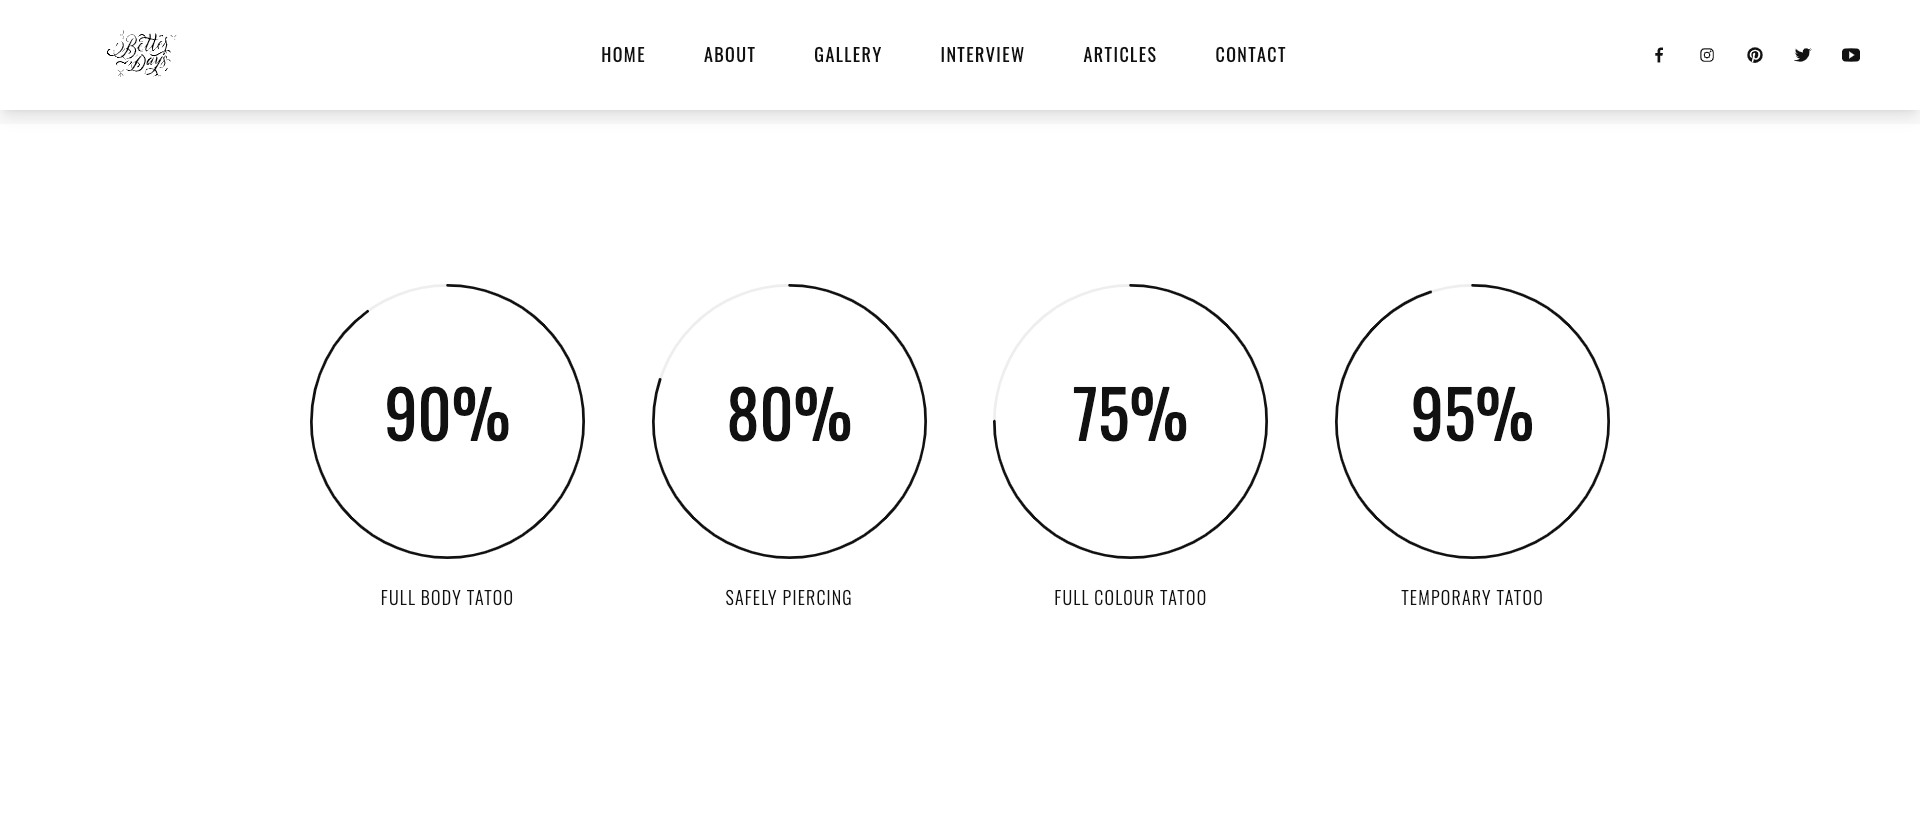 Better
Days
HOME ABOUT GALLERY INTERVIEW ARTICLES CONTACT
90% 80% 75% 95%
FULL BODY TATOO SAFELY PIERCING FULL COLOUR TATOO TEMPORARY TATOO